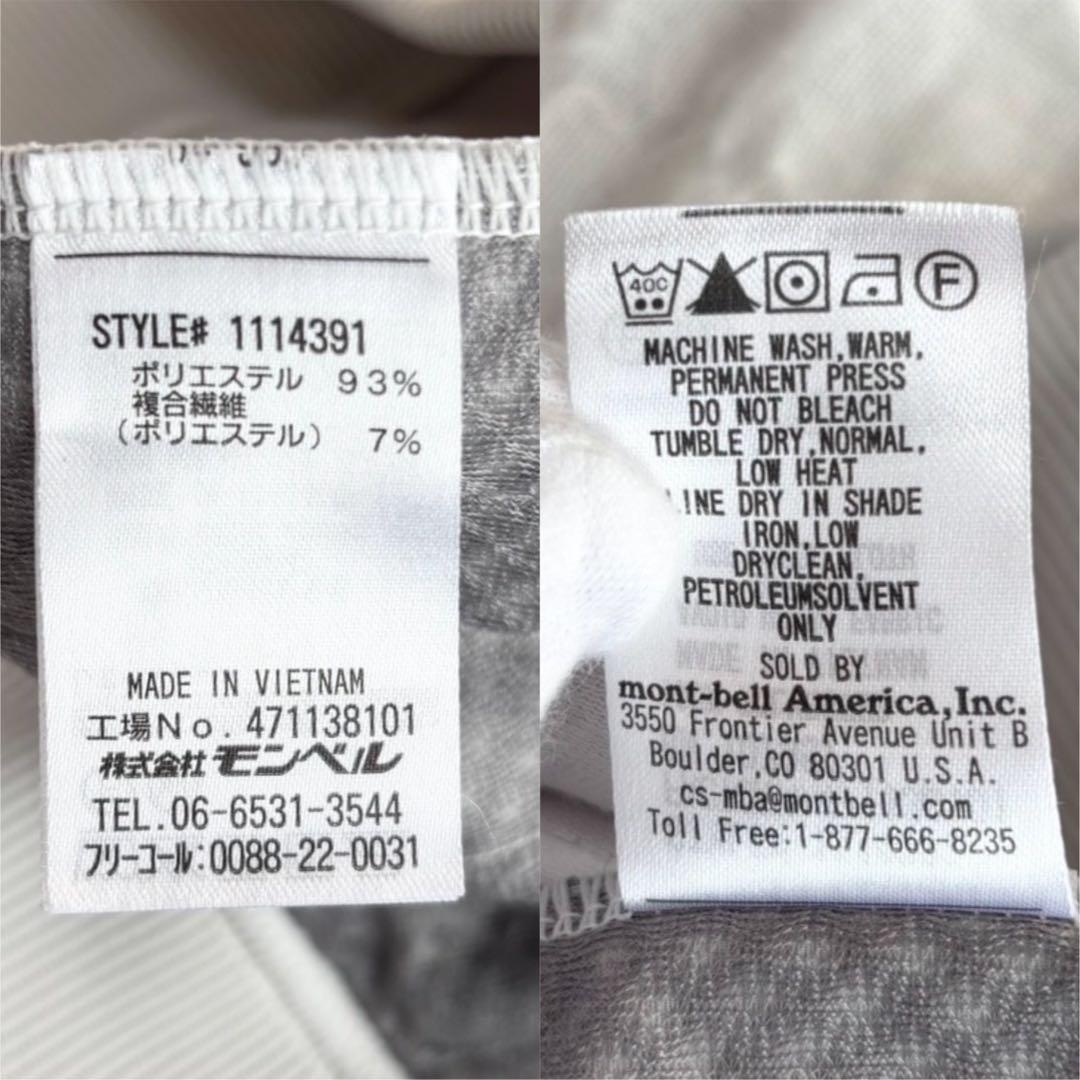 STYLE# 1114391
ポリエステル 93%
複合繊維
(ポリエステル) 7%
MADE IN VIETNAM
工場No. 471138101
株式会社モンベル
TEL.06-6531-3544
フリーコール:0088-22-0031
40C
F
MACHINE WASH,WARM,
PERMANENT PRESS
DO NOT BLEACH
TUMBLE DRY,NORMAL,
LOW HEAT
LINE DRY IN SHADE
IRON,LOW
DRYCLEAN,
PETROLEUMSOLVENT
ONLY
SOLD BY
mont-bell America,Inc.
3550 Frontier Avenue Unit B
Boulder,CO 80301 U.S.A.
cs-mba@montbell.com
Toll Free:1-877-666-8235